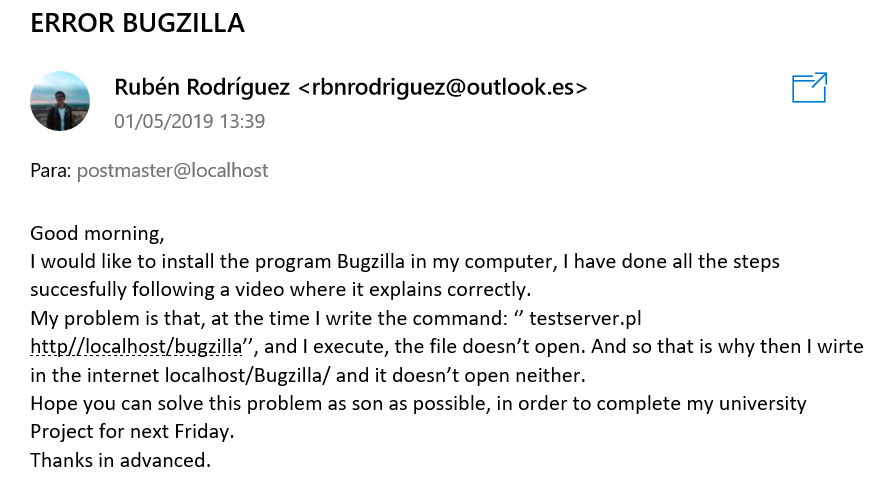 ERROR BUGZILLA
Rubén Rodríguez <rbnrodriguez@outlook.es>
01/05/2019 13:39
Para: postmaster@localhost
Good morning,
I would like to install the program Bugzilla in my computer, I have done all the steps
succesfully following a video where it explains correctly.
My problem is that, at the time I write the command: ‘’ testserver.pl
http//localhost/bugzilla’’, and I execute, the file doesn’t open. And so that is why then I wirte
in the internet localhost/Bugzilla/ and it doesn’t open neither.
Hope you can solve this problem as son as possible, in order to complete my university
Project for next Friday.
Thanks in advanced.